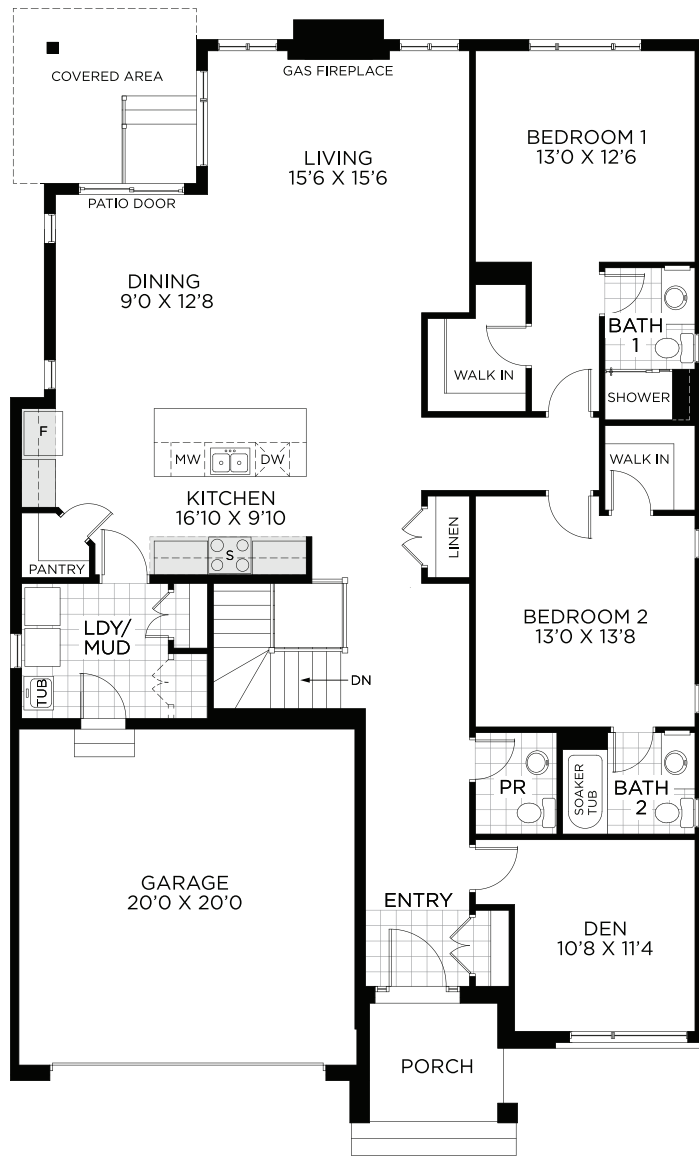 COVERED AREA
GAS FIREPLACE
LIVING
15'6 X 15'6
BEDROOM 1
13'0 X 12'6
PATIO DOOR
DINING
9'0 X 12'8
BATH
1
WALK IN
SHOWER
F
MW
DW
WALK IN
KITCHEN
16'10 X 9'10
S
LINEN
PANTRY
LDY/
MUD
BEDROOM 2
13'0 X 13'8
TUB
DN
PR
SOAKER
TUB
BATH
2
GARAGE
20'0 X 20'0
ENTRY
DEN
10'8 X 11'4
PORCH